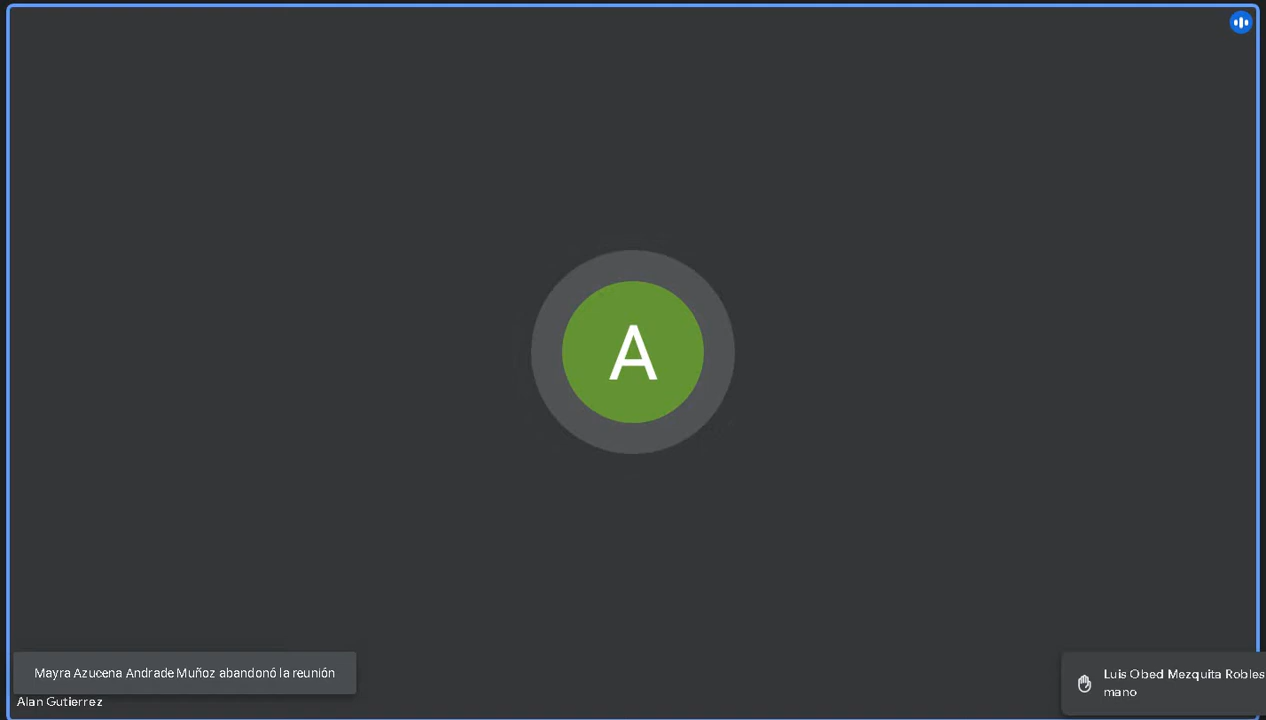 A
Mayra Azucena Andrade Muñoz abandonó la reunión
Alan Gutierrez
Luis Obed Mezquita Robles
mano